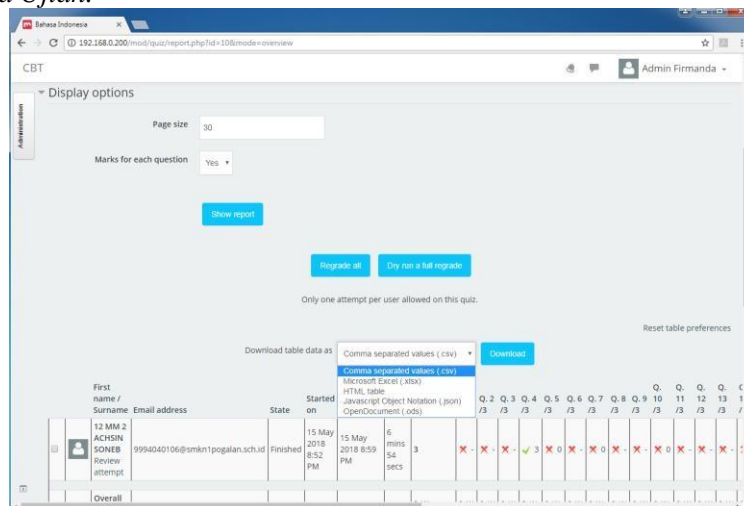 a Ujian.
Bahasa Indonesia
192.168.0.200/mod/quiz/report.php?id=10&mode=overview
CBT
Admin Firmanda
Administration
Display options
Page size 30
Marks for each question Yes
Show report
Regrade all Dry run a full regrade
Only one attempt per user allowed on this quiz.
Reset table preferences
Download table data as Comma separated values (.csv) Download
Comma separated values (.csv)
Microsoft Excel (.xlsx)
HTML table
Javascript Object Notation (.json)
OpenDocument (.ods)
First name / Surname Email address State Started on Q. 2 /3 Q. 3 /3 Q. 4 /3 Q. 5 /3 Q. 6 /3 Q. 7 /3 Q. 8 /3 Q. 9 /3 Q. 10 /3 Q. 11 /3 Q. 12 /3 Q. 13 /3
12 MM 2 ACHSIN SONEB 9994040106@smkn1pogalan.sch.id Finished 15 May 2018 8:52 PM 15 May 2018 8:59 PM 6 mins 54 secs 3 - - - 3 0 - 0 - - - - -
Review attempt
Overall